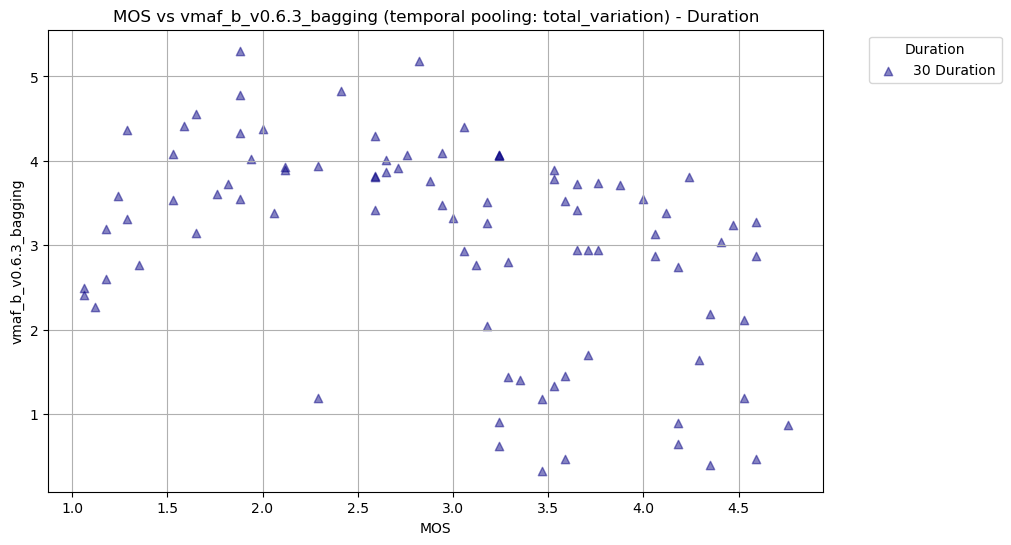 MOS vs vmaf_b_v0.6.3_bagging (temporal pooling: total_variation) - Duration
Duration
30 Duration
vmaf_b_v0.6.3_bagging
5
4
3
2
1
1.0 1.5 2.0 2.5 3.0 3.5 4.0 4.5
MOS